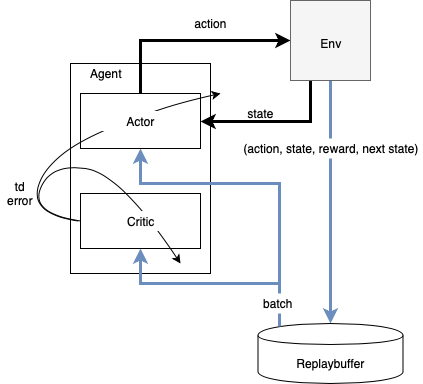 action
Env
Agent
Actor
state
(action, state, reward, next state)
td
error
Critic
batch
Replaybuffer